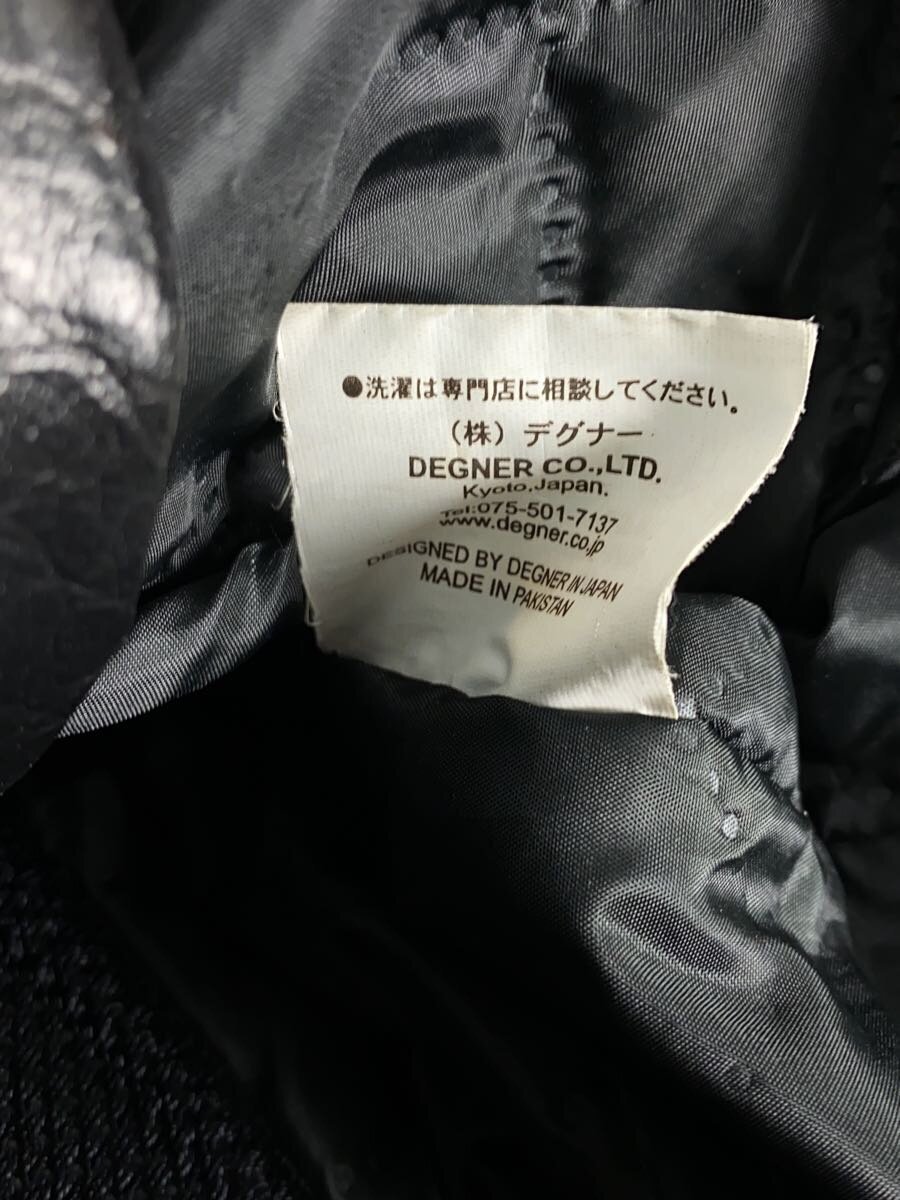 ●洗濯は専門店に相談してください。
（株）デグナー
DEGNER CO.,LTD.
Kyoto.Japan.
Tel:075-501-7137
www.degner.co.jp
DESIGNED BY DEGNER IN JAPAN
MADE IN PAKISTAN